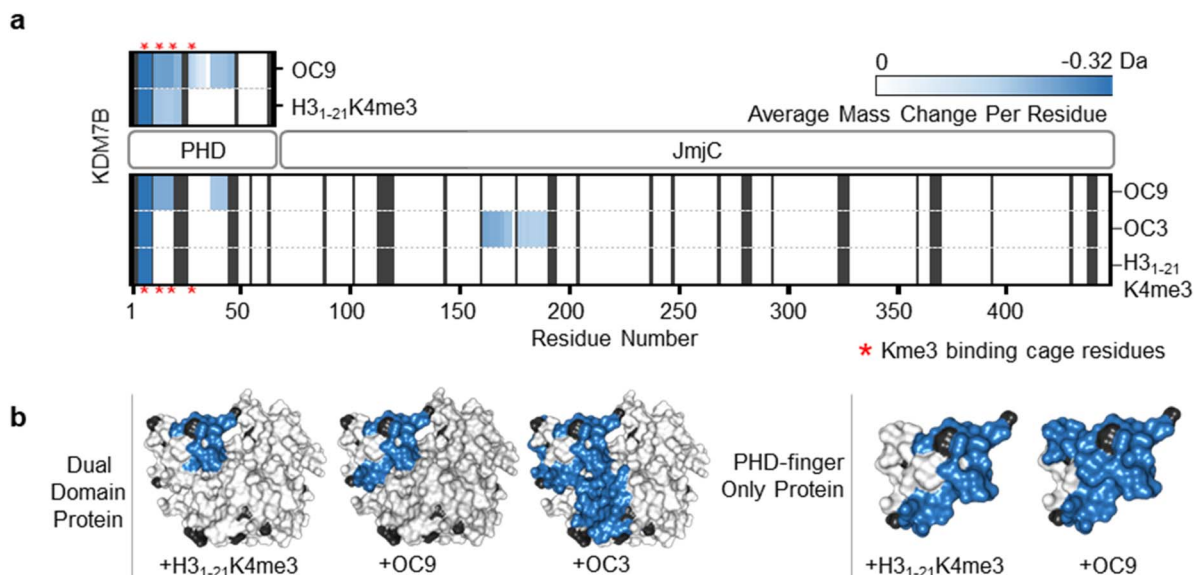 a
* * * *
OC9
H3₁₋₂₁K4me3
0 -0.32 Da
Average Mass Change Per Residue
KDM7B
PHD JmjC
OC9
OC3
H3₁₋₂₁
K4me3
* * * *
1 50 100 150 200 250 300 350 400
Residue Number
* Kme3 binding cage residues
b
Dual
Domain
Protein
+H3₁₋₂₁K4me3 +OC9 +OC3
PHD-finger
Only Protein
+H3₁₋₂₁K4me3 +OC9